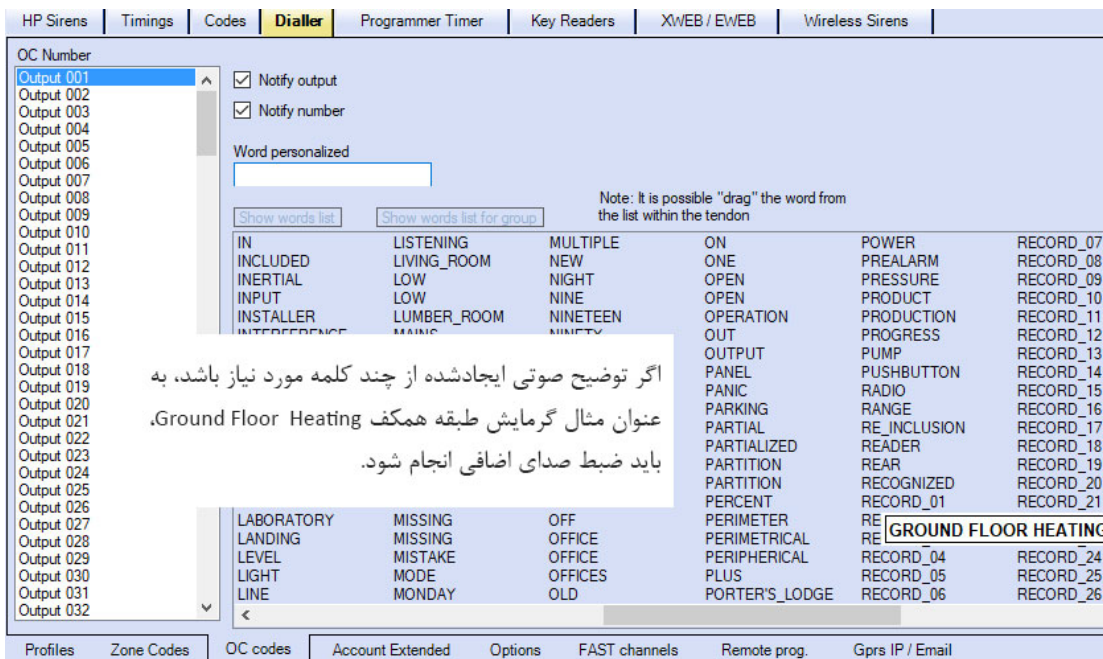 HP Sirens Timings Codes Dialler Programmer Timer Key Readers XWEB / EWEB Wireless Sirens
OC Number
Output 001
Output 002
Output 003
Output 004
Output 005
Output 006
Output 007
Output 008
Output 009
Output 010
Output 011
Output 012
Output 013
Output 014
Output 015
Output 016
Output 017
Output 018
Output 019
Output 020
Output 021
Output 022
Output 023
Output 024
Output 025
Output 026
Output 027
Output 028
Output 029
Output 030
Output 031
Output 032
Notify output
Notify number
Word personalized
Note: It is possible "drag" the word from
the list within the tendon
Show words list Show words list for group
IN LISTENING MULTIPLE ON POWER RECORD_07
INCLUDED LIVING_ROOM NEW ONE PREALARM RECORD_08
INERTIAL LOW NIGHT OPEN PRESSURE RECORD_09
INPUT LOW NINE OPEN PRODUCT RECORD_10
INSTALLER LUMBER_ROOM NINETEEN OPERATION PRODUCTION RECORD_11
INTERFERENCE MAINS NINETY OUT PROGRESS RECORD_12
OUTPUT PUMP RECORD_13
PANEL PUSHBUTTON RECORD_14
PANIC RADIO RECORD_15
PARKING RANGE RECORD_16
PARTIAL RE_INCLUSION RECORD_17
PARTIALIZED READER RECORD_18
PARTITION REAR RECORD_19
PARTITION RECOGNIZED RECORD_20
PERCENT RECORD_01 RECORD_21
LABORATORY MISSING OFF PERIMETER
LANDING MISSING OFFICE PERIMETRICAL
LEVEL MISTAKE OFFICE PERIPHERICAL RECORD_04 RECORD_24
LIGHT MODE OFFICES PLUS RECORD_05 RECORD_25
LINE MONDAY OLD PORTER'S_LODGE RECORD_06 RECORD_26
اگر توضیح صوتی ایجادشده از چند کلمه مورد نیاز باشد، به
عنوان مثال گرمایش طبقه همکف Ground Floor Heating،
باید ضبط صدای اضافی انجام شود.
GROUND FLOOR HEATING
Profiles Zone Codes OC codes Account Extended Options FAST channels Remote prog. Gprs IP / Email